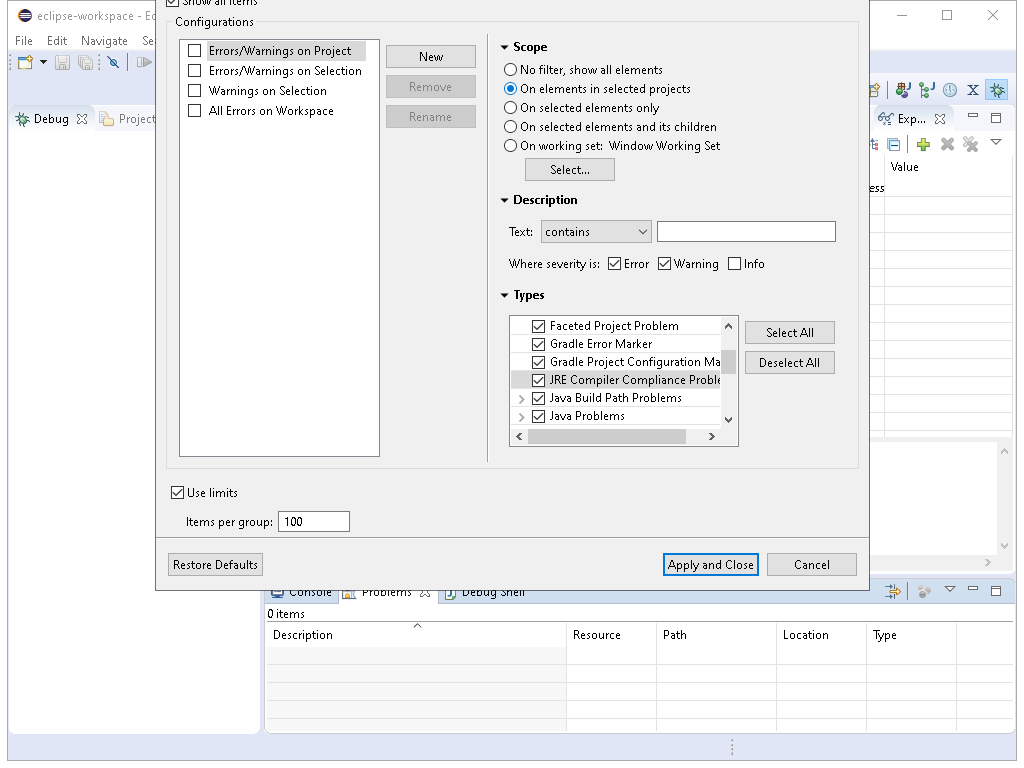 eclipse-workspace - Ec
Show all items
Configurations
File Edit Navigate Se
Errors/Warnings on Project
Errors/Warnings on Selection
Warnings on Selection
All Errors on Workspace
New
Remove
Rename
Scope
No filter, show all elements
On elements in selected projects
On selected elements only
On selected elements and its children
On working set: Window Working Set
Select...
Description
Text: contains
Where severity is: Error Warning Info
Types
Faceted Project Problem
Gradle Error Marker
Gradle Project Configuration Ma
JRE Compiler Compliance Proble
Java Build Path Problems
Java Problems
Select All
Deselect All
Use limits
Items per group: 100
Restore Defaults
Apply and Close
Cancel
Debug
Project
Exp...
Value
ess
Console
Problems
Debug Shell
0 items
Description Resource Path Location Type